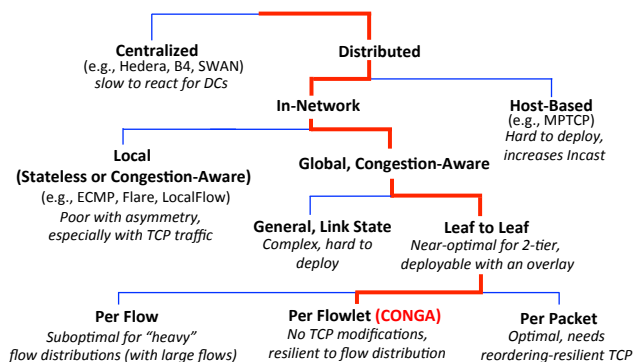 Centralized
(e.g., Hedera, B4, SWAN)
slow to react for DCs
Distributed
In-Network
Host-Based
(e.g., MPTCP)
Hard to deploy,
increases Incast
Local
(Stateless or Congestion-Aware)
(e.g., ECMP, Flare, LocalFlow)
Poor with asymmetry,
especially with TCP traffic
Global, Congestion-Aware
General, Link State
Complex, hard to
deploy
Leaf to Leaf
Near-optimal for 2-tier,
deployable with an overlay
Per Flow
Suboptimal for “heavy”
flow distributions (with large flows)
Per Flowlet (CONGA)
No TCP modifications,
resilient to flow distribution
Per Packet
Optimal, needs
reordering-resilient TCP